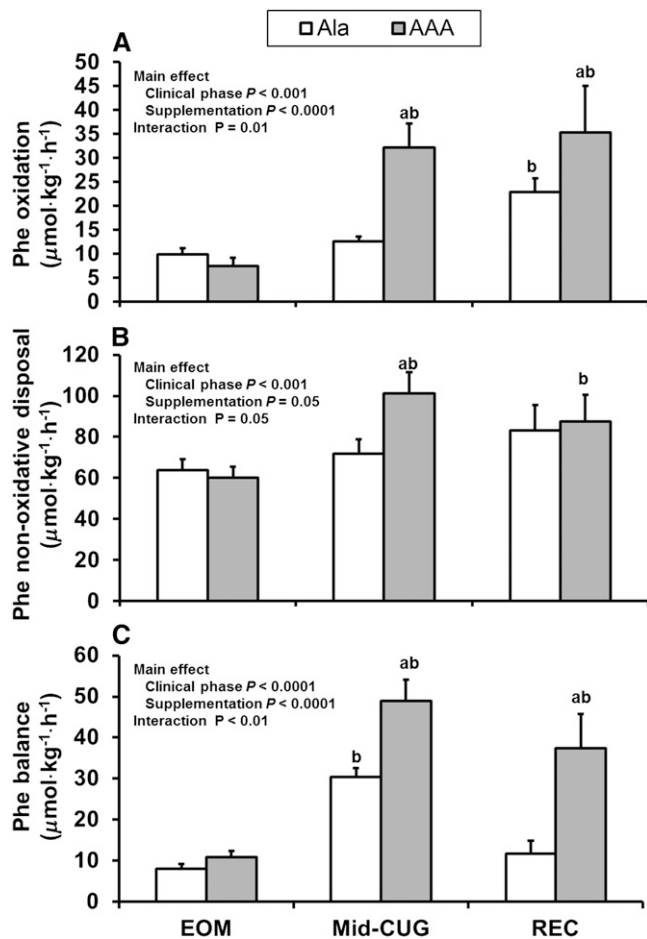 Ala AAA
A
Phe oxidation
(μmol·kg⁻¹·h⁻¹)
50
45
40
35
30
25
20
15
10
5
0
Main effect
Clinical phase P < 0.001
Supplementation P < 0.0001
Interaction P = 0.01
ab
b
ab
B
Phe non-oxidative disposal
(μmol·kg⁻¹·h⁻¹)
120
100
80
60
40
20
0
Main effect
Clinical phase P < 0.001
Supplementation P = 0.05
Interaction P = 0.05
ab
b
C
Phe balance
(μmol·kg⁻¹·h⁻¹)
60
50
40
30
20
10
0
Main effect
Clinical phase P < 0.0001
Supplementation P < 0.0001
Interaction P < 0.01
b
ab
ab
EOM Mid-CUG REC